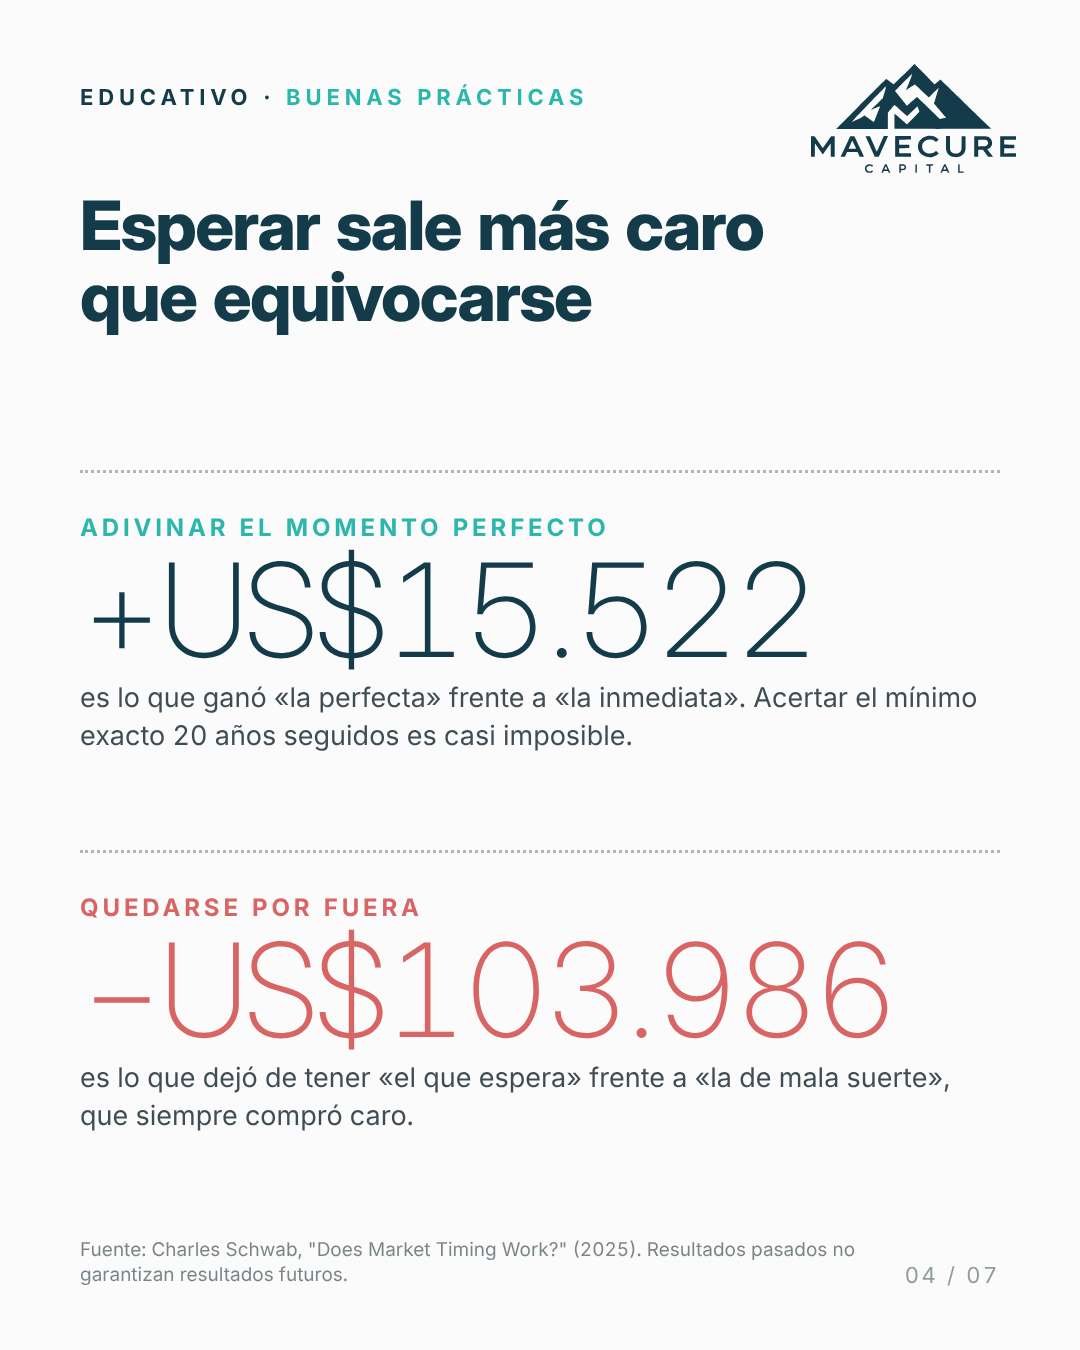 EDUCATIVO · BUENAS PRÁCTICAS
MAVECURE
CAPITAL
Esperar sale más caro
que equivocarse
ADIVINAR EL MOMENTO PERFECTO
+US$15.522
es lo que ganó «la perfecta» frente a «la inmediata». Acertar el mínimo
exacto 20 años seguidos es casi imposible.
QUEDARSE POR FUERA
−US$103.986
es lo que dejó de tener «el que espera» frente a «la de mala suerte»,
que siempre compró caro.
Fuente: Charles Schwab, "Does Market Timing Work?" (2025). Resultados pasados no
garantizan resultados futuros.
04 / 07